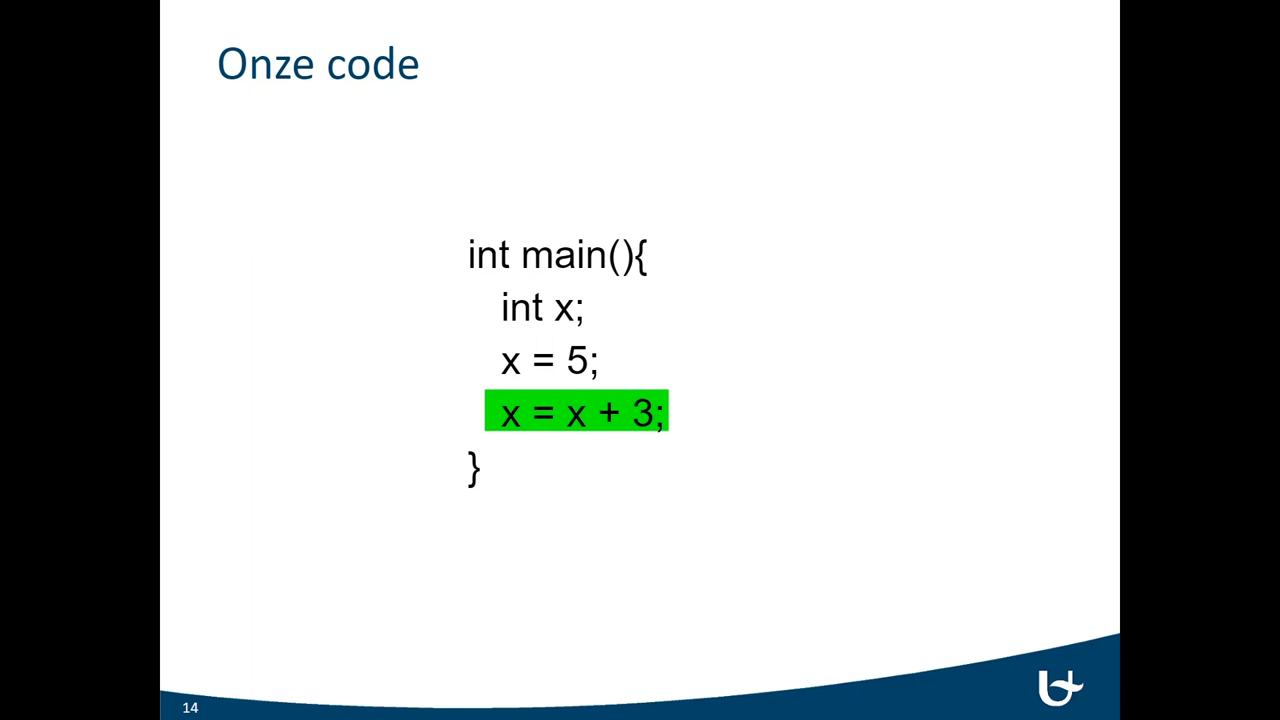 Onze code
int main(){
int x;
x = 5;
x = x + 3;
}
14